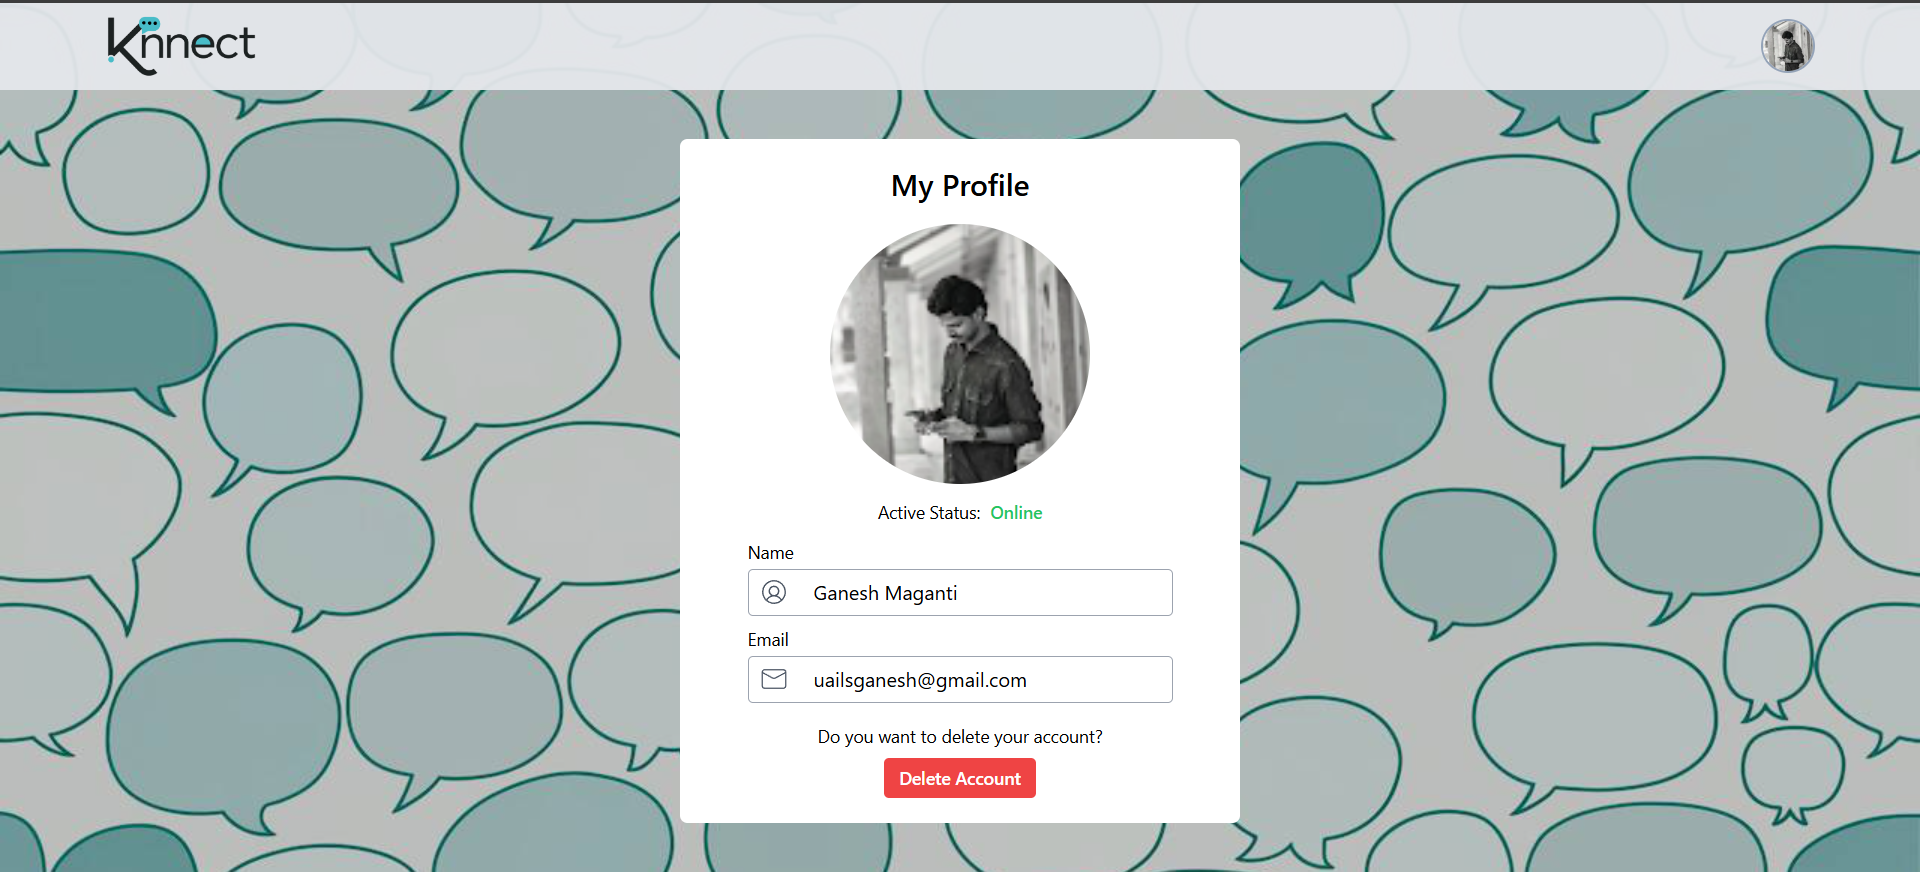 Knnect
My Profile
Active Status: Online
Name
Ganesh Maganti
Email
uailsganesh@gmail.com
Do you want to delete your account?
Delete Account